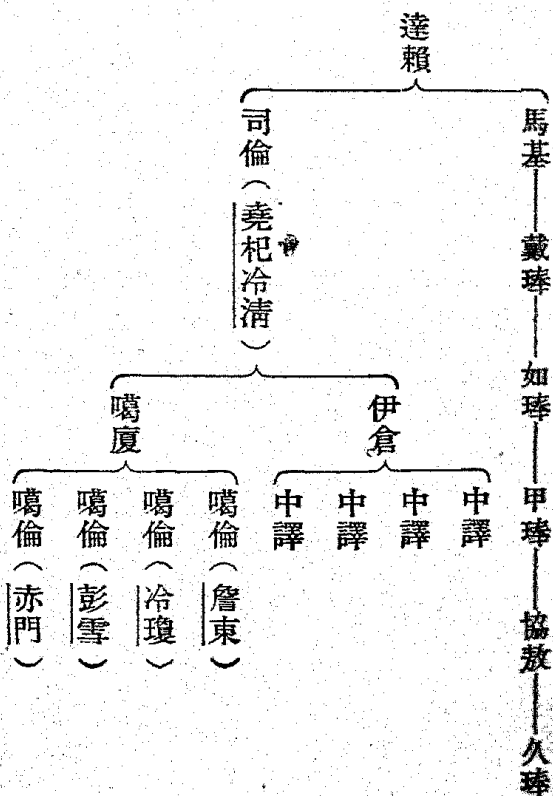 達賴
馬基——戴琫——如琫——甲琫——協敖——久琫
司倫（堯杞冷清）
伊倉
中譯
中譯
中譯
中譯
噶廈
噶倫（詹東）
噶倫（冷瓊）
噶倫（彭雪）
噶倫（赤門）